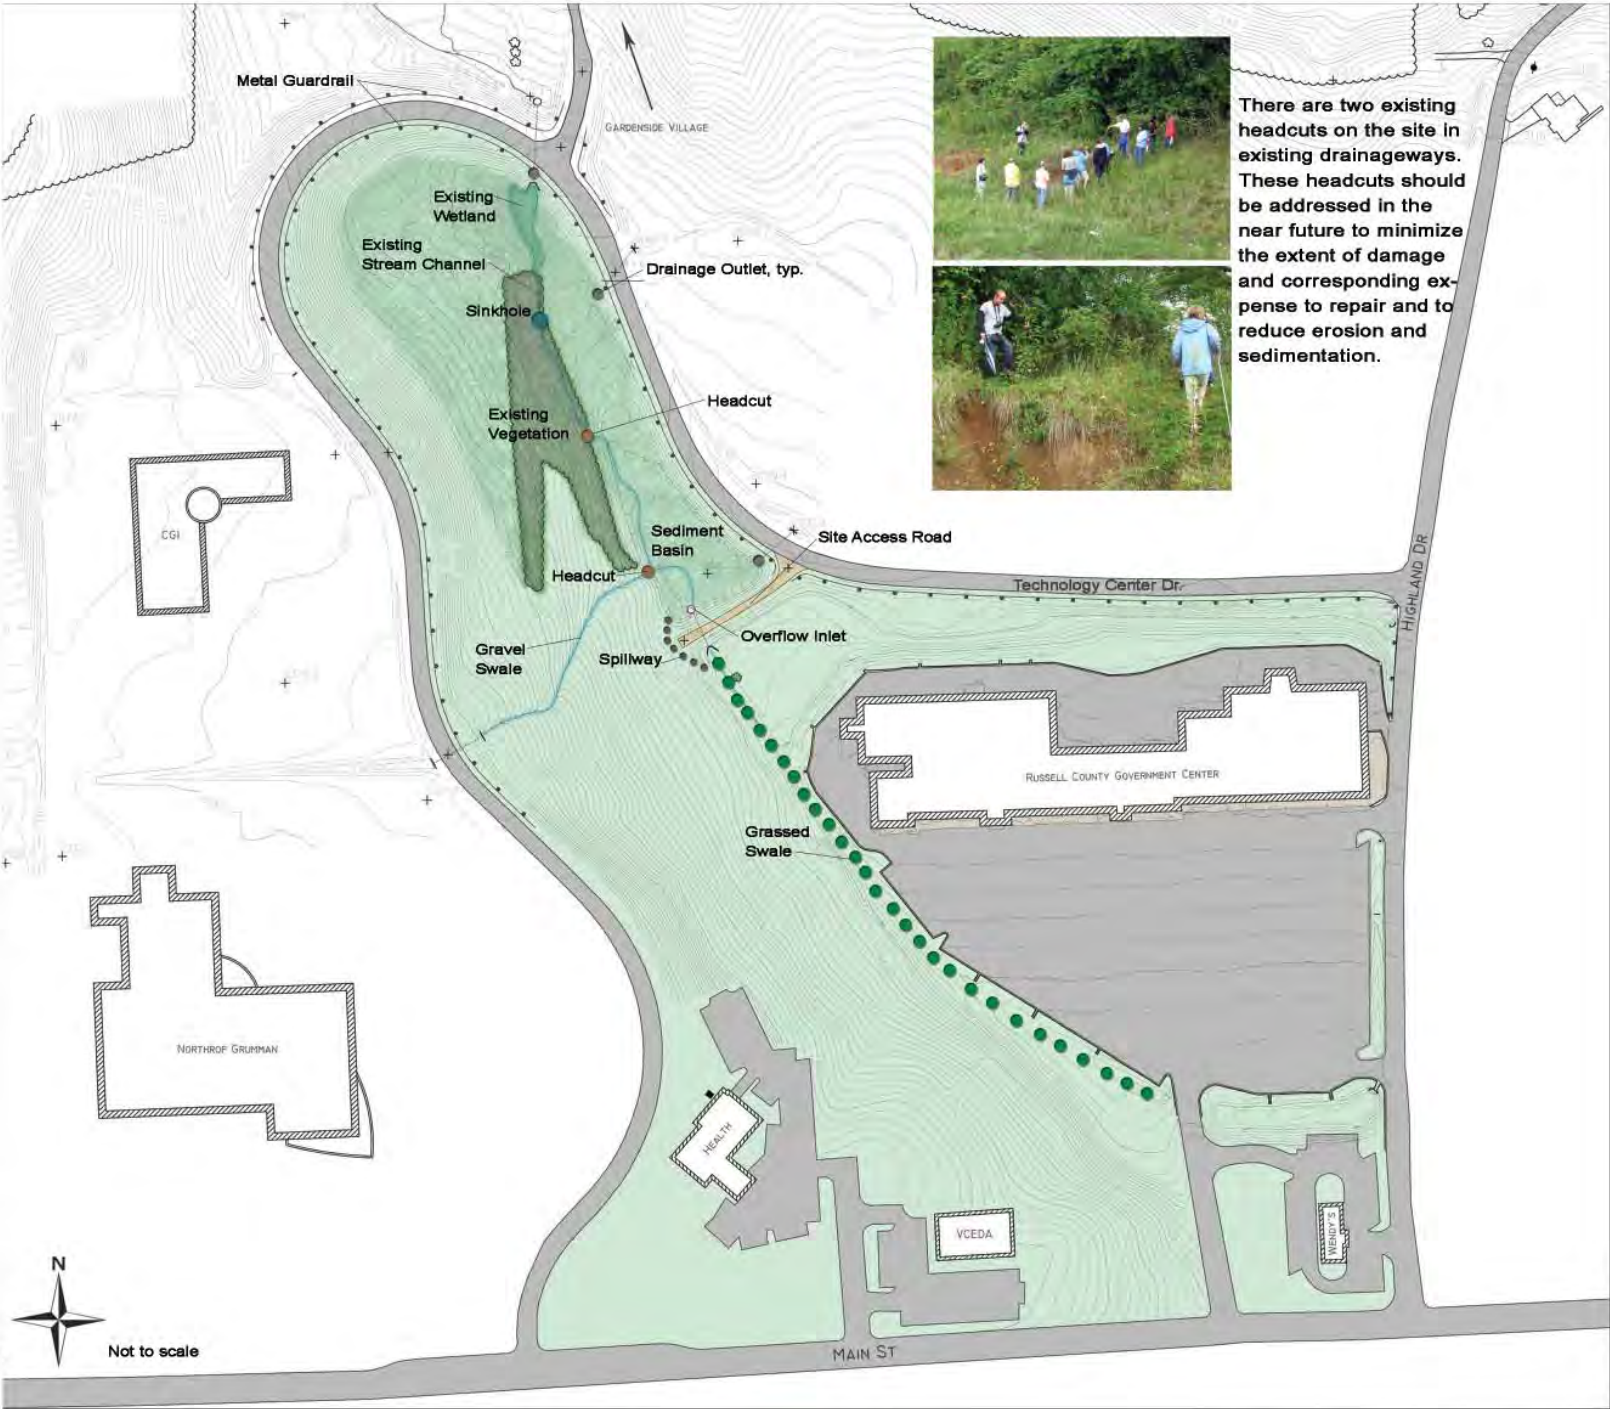 Metal Guardrail
GARDENSIDE VILLAGE
There are two existing
headcuts on the site in
existing drainageways.
These headcuts should
be addressed in the
near future to minimize
the extent of damage
and corresponding ex-
pense to repair and to
reduce erosion and
sedimentation.
Existing
Wetland
Existing
Stream Channel
Drainage Outlet, typ.
Sinkhole
Headcut
Existing
Vegetation
CGI
Sediment
Basin
Site Access Road
Headcut
Technology Center Dr.
HIGHLAND DR
Overflow Inlet
Gravel
Swale
Spillway
RUSSELL COUNTY GOVERNMENT CENTER
Grassed
Swale
NORTHROP GRUMMAN
HEALTH
VCEDA
WENDY'S
N
Not to scale
MAIN ST